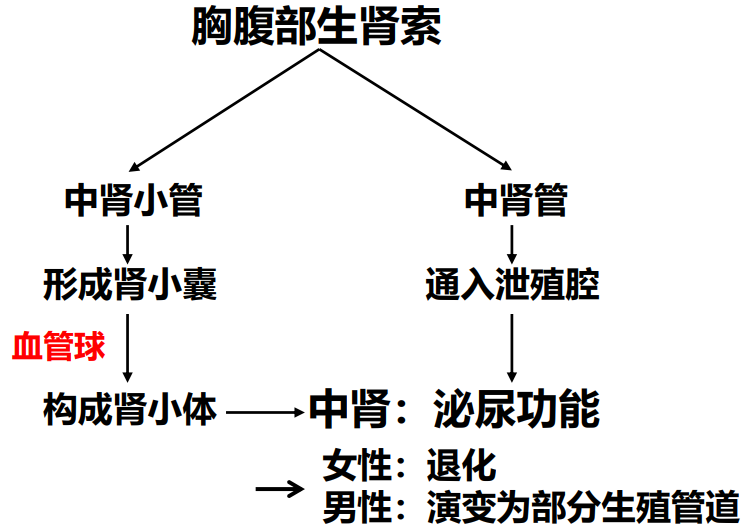 胸腹部生肾索
中肾小管
中肾管
形成肾小囊
通入泄殖腔
血管球
构成肾小体
中肾：泌尿功能
女性：退化
男性：演变为部分生殖管道